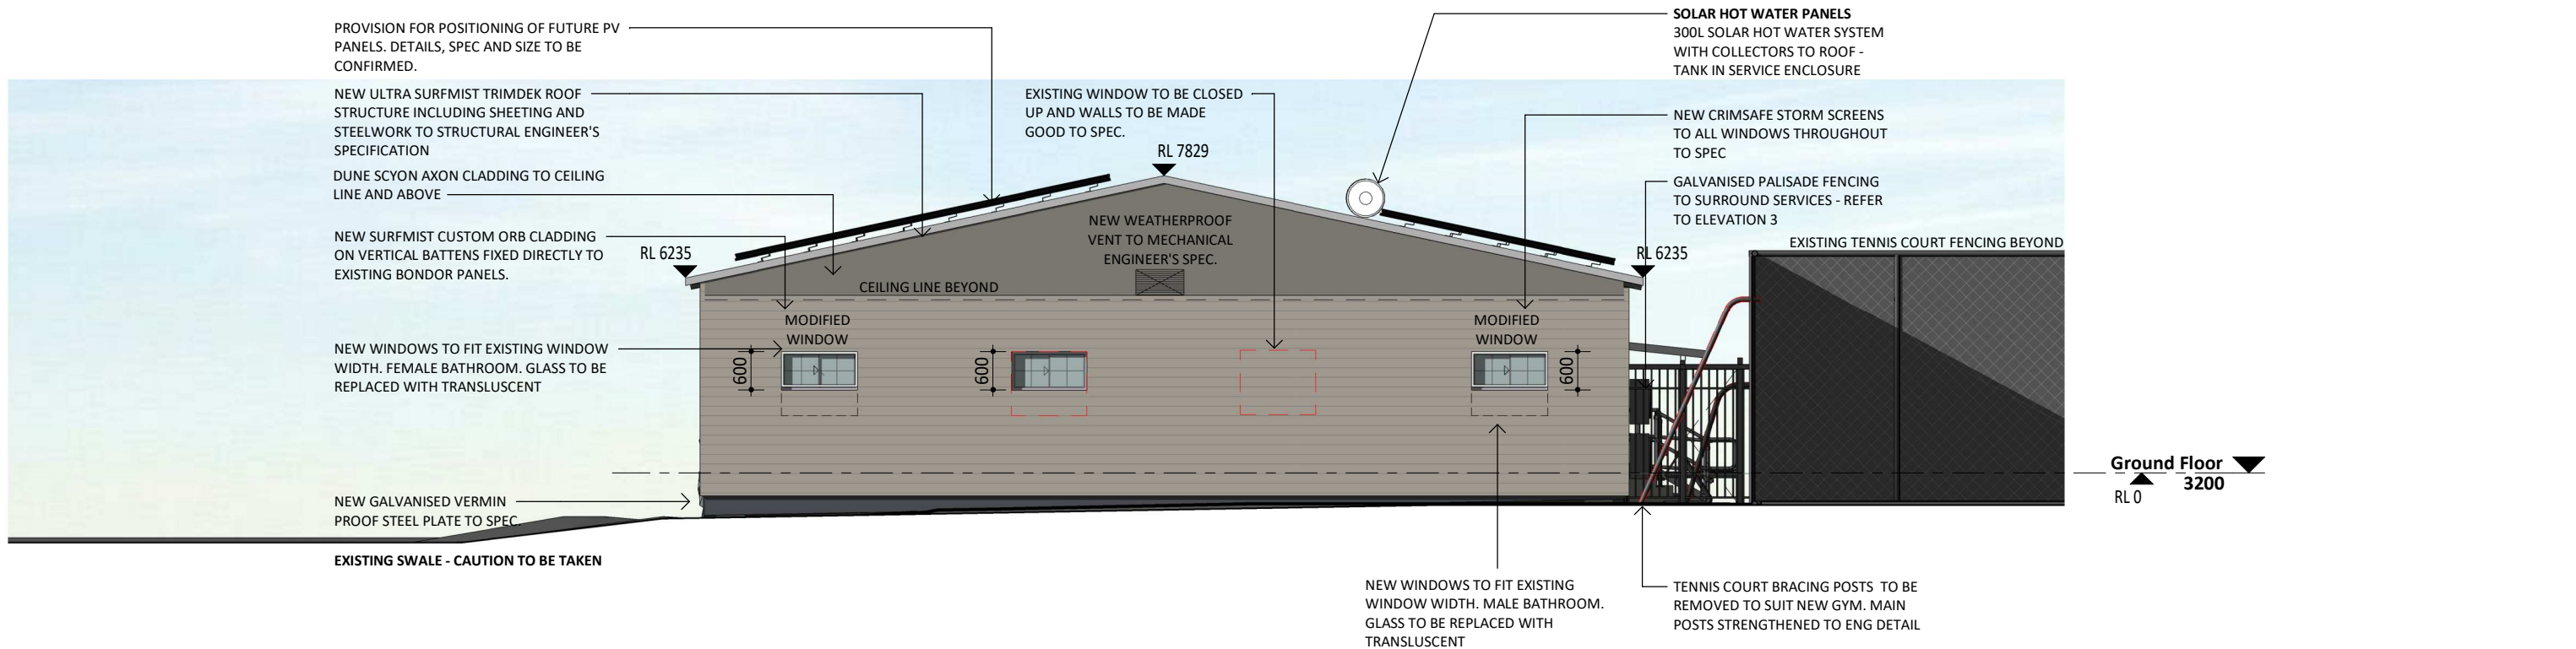 PROVISION FOR POSITIONING OF FUTURE PV
PANELS. DETAILS, SPEC AND SIZE TO BE
CONFIRMED.
NEW ULTRA SURFMIST TRIMDEK ROOF
STRUCTURE INCLUDING SHEETING AND
STEELWORK TO STRUCTURAL ENGINEER'S
SPECIFICATION
DUNE SCYON AXON CLADDING TO CEILING
LINE AND ABOVE
NEW SURFMIST CUSTOM ORB CLADDING
ON VERTICAL BATTENS FIXED DIRECTLY TO
EXISTING BONDOR PANELS.
NEW WINDOWS TO FIT EXISTING WINDOW
WIDTH. FEMALE BATHROOM. GLASS TO BE
REPLACED WITH TRANSLUSCENT
NEW GALVANISED VERMIN
PROOF STEEL PLATE TO SPEC.
EXISTING SWALE - CAUTION TO BE TAKEN
EXISTING WINDOW TO BE CLOSED
UP AND WALLS TO BE MADE
GOOD TO SPEC.
RL 7829
RL 6235
NEW WEATHERPROOF
VENT TO MECHANICAL
ENGINEER'S SPEC.
CEILING LINE BEYOND
RL 6235
MODIFIED
WINDOW
MODIFIED
WINDOW
600
600
600
SOLAR HOT WATER PANELS
300L SOLAR HOT WATER SYSTEM
WITH COLLECTORS TO ROOF -
TANK IN SERVICE ENCLOSURE
NEW CRIMSAFE STORM SCREENS
TO ALL WINDOWS THROUGHOUT
TO SPEC
GALVANISED PALISADE FENCING
TO SURROUND SERVICES - REFER
TO ELEVATION 3
EXISTING TENNIS COURT FENCING BEYOND
Ground Floor
3200
RL 0
NEW WINDOWS TO FIT EXISTING
WINDOW WIDTH. MALE BATHROOM.
GLASS TO BE REPLACED WITH
TRANSLUSCENT
TENNIS COURT BRACING POSTS TO BE
REMOVED TO SUIT NEW GYM. MAIN
POSTS STRENGTHENED TO ENG DETAIL